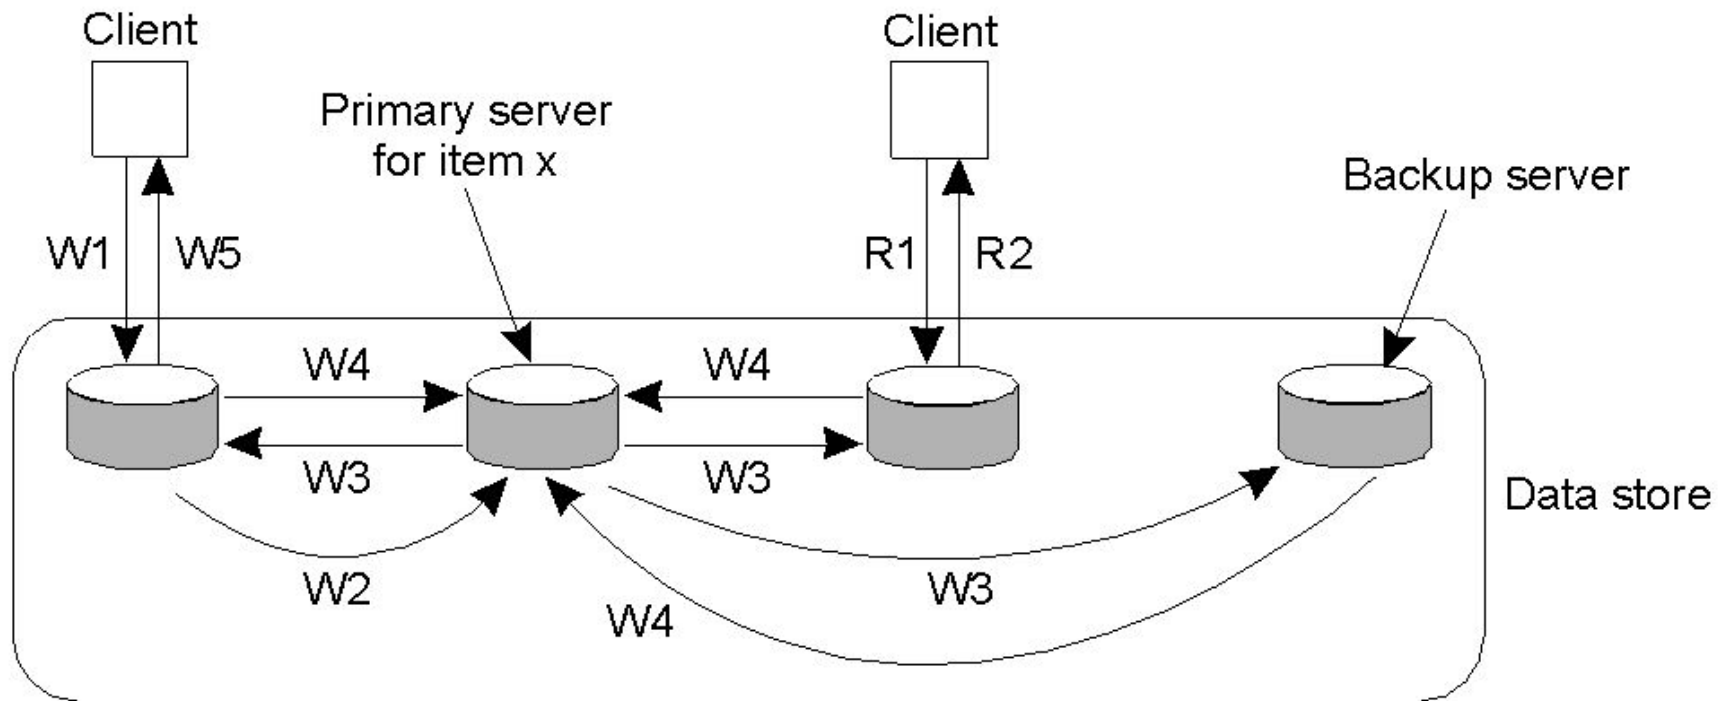 Client
Client
Primary server
for item x
Backup server
W1
W5
R1
R2
W4
W4
W3
W3
Data store
W2
W3
W4